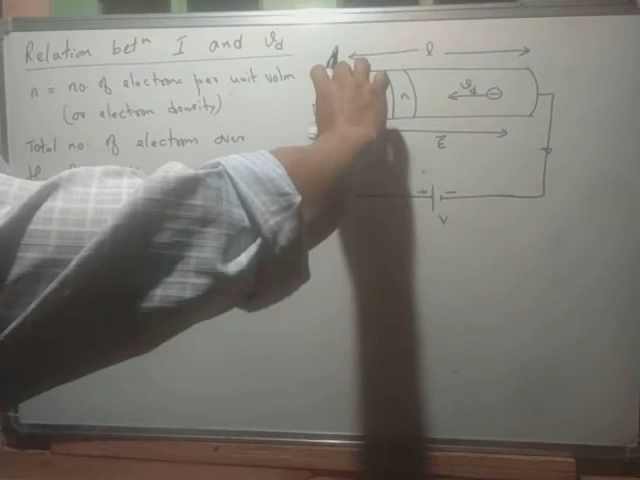 Relation betⁿ I and vd
n = no. of electrons per unit volm
(or electron density)
Total no. of electron over
l
n
vd
E
+ -
V